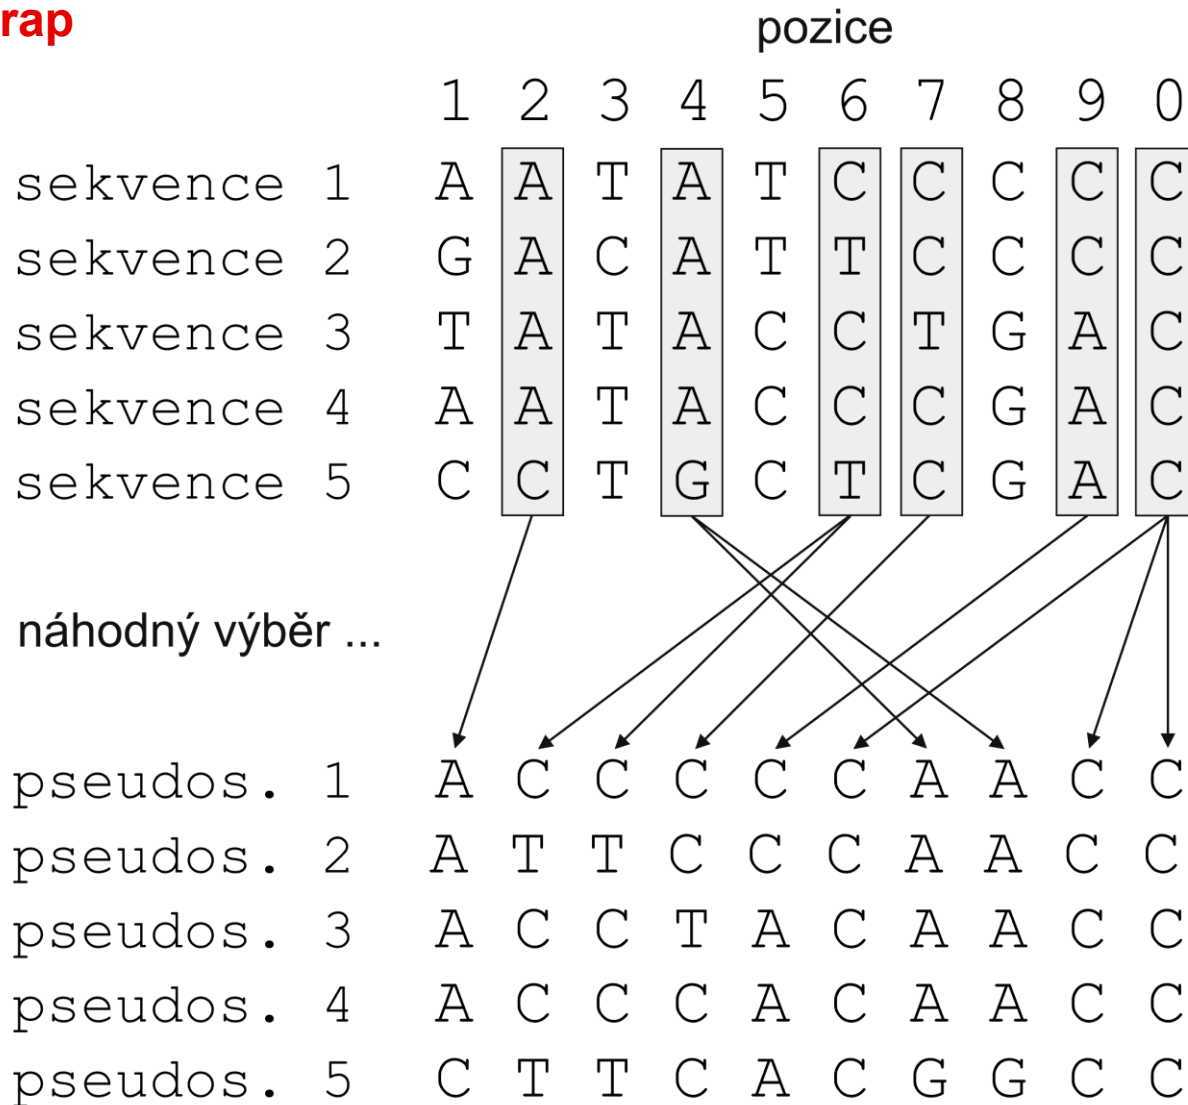 rap
pozice
1 2 3 4 5 6 7 8 9 0
sekvence 1 A A T A T C C C C C
sekvence 2 G A C A T T C C C C
sekvence 3 T A T A C C T G A C
sekvence 4 A A T A C C C G A C
sekvence 5 C C T G C T C G A C
náhodný výběr ...
pseudos. 1 A C C C C C A A C C
pseudos. 2 A T T C C C A A C C
pseudos. 3 A C C T A C A A C C
pseudos. 4 A C C C A C A A C C
pseudos. 5 C T T C A C G G C C